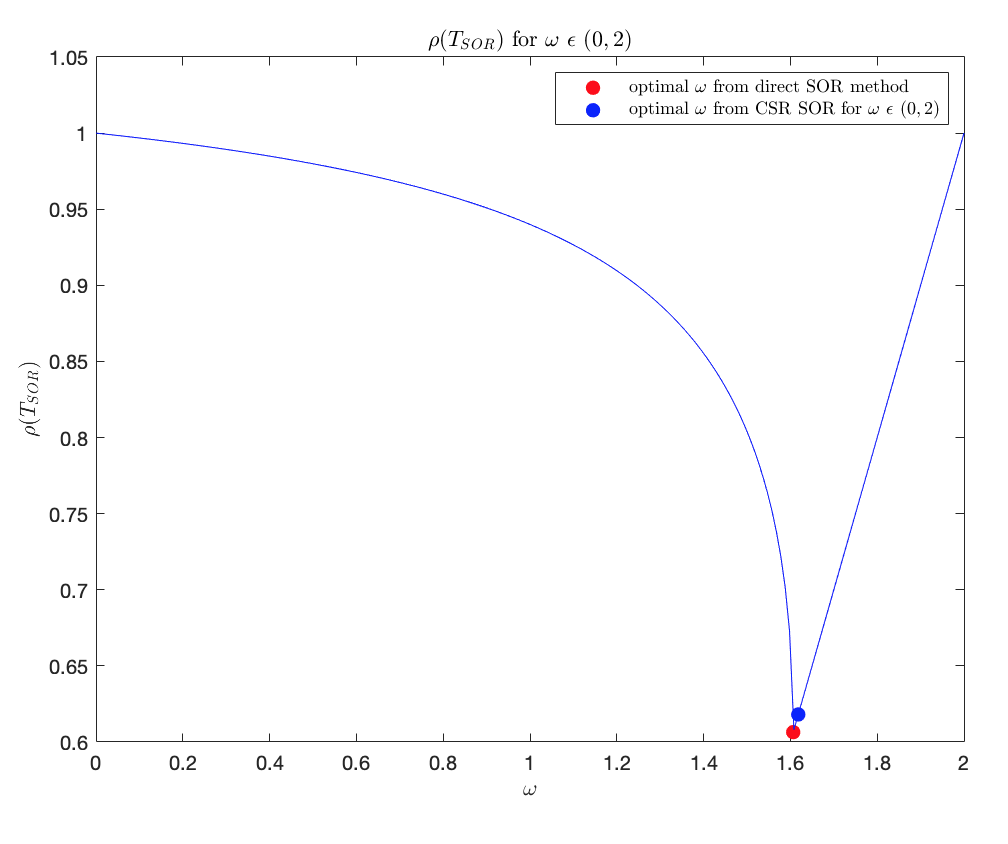 ρ(T_SOR) for ω ϵ (0, 2)
optimal ω from direct SOR method
optimal ω from CSR SOR for ω ϵ (0, 2)
ρ(T_SOR)
1.05
1
0.95
0.9
0.85
0.8
0.75
0.7
0.65
0.6
0 0.2 0.4 0.6 0.8 1 1.2 1.4 1.6 1.8 2
ω